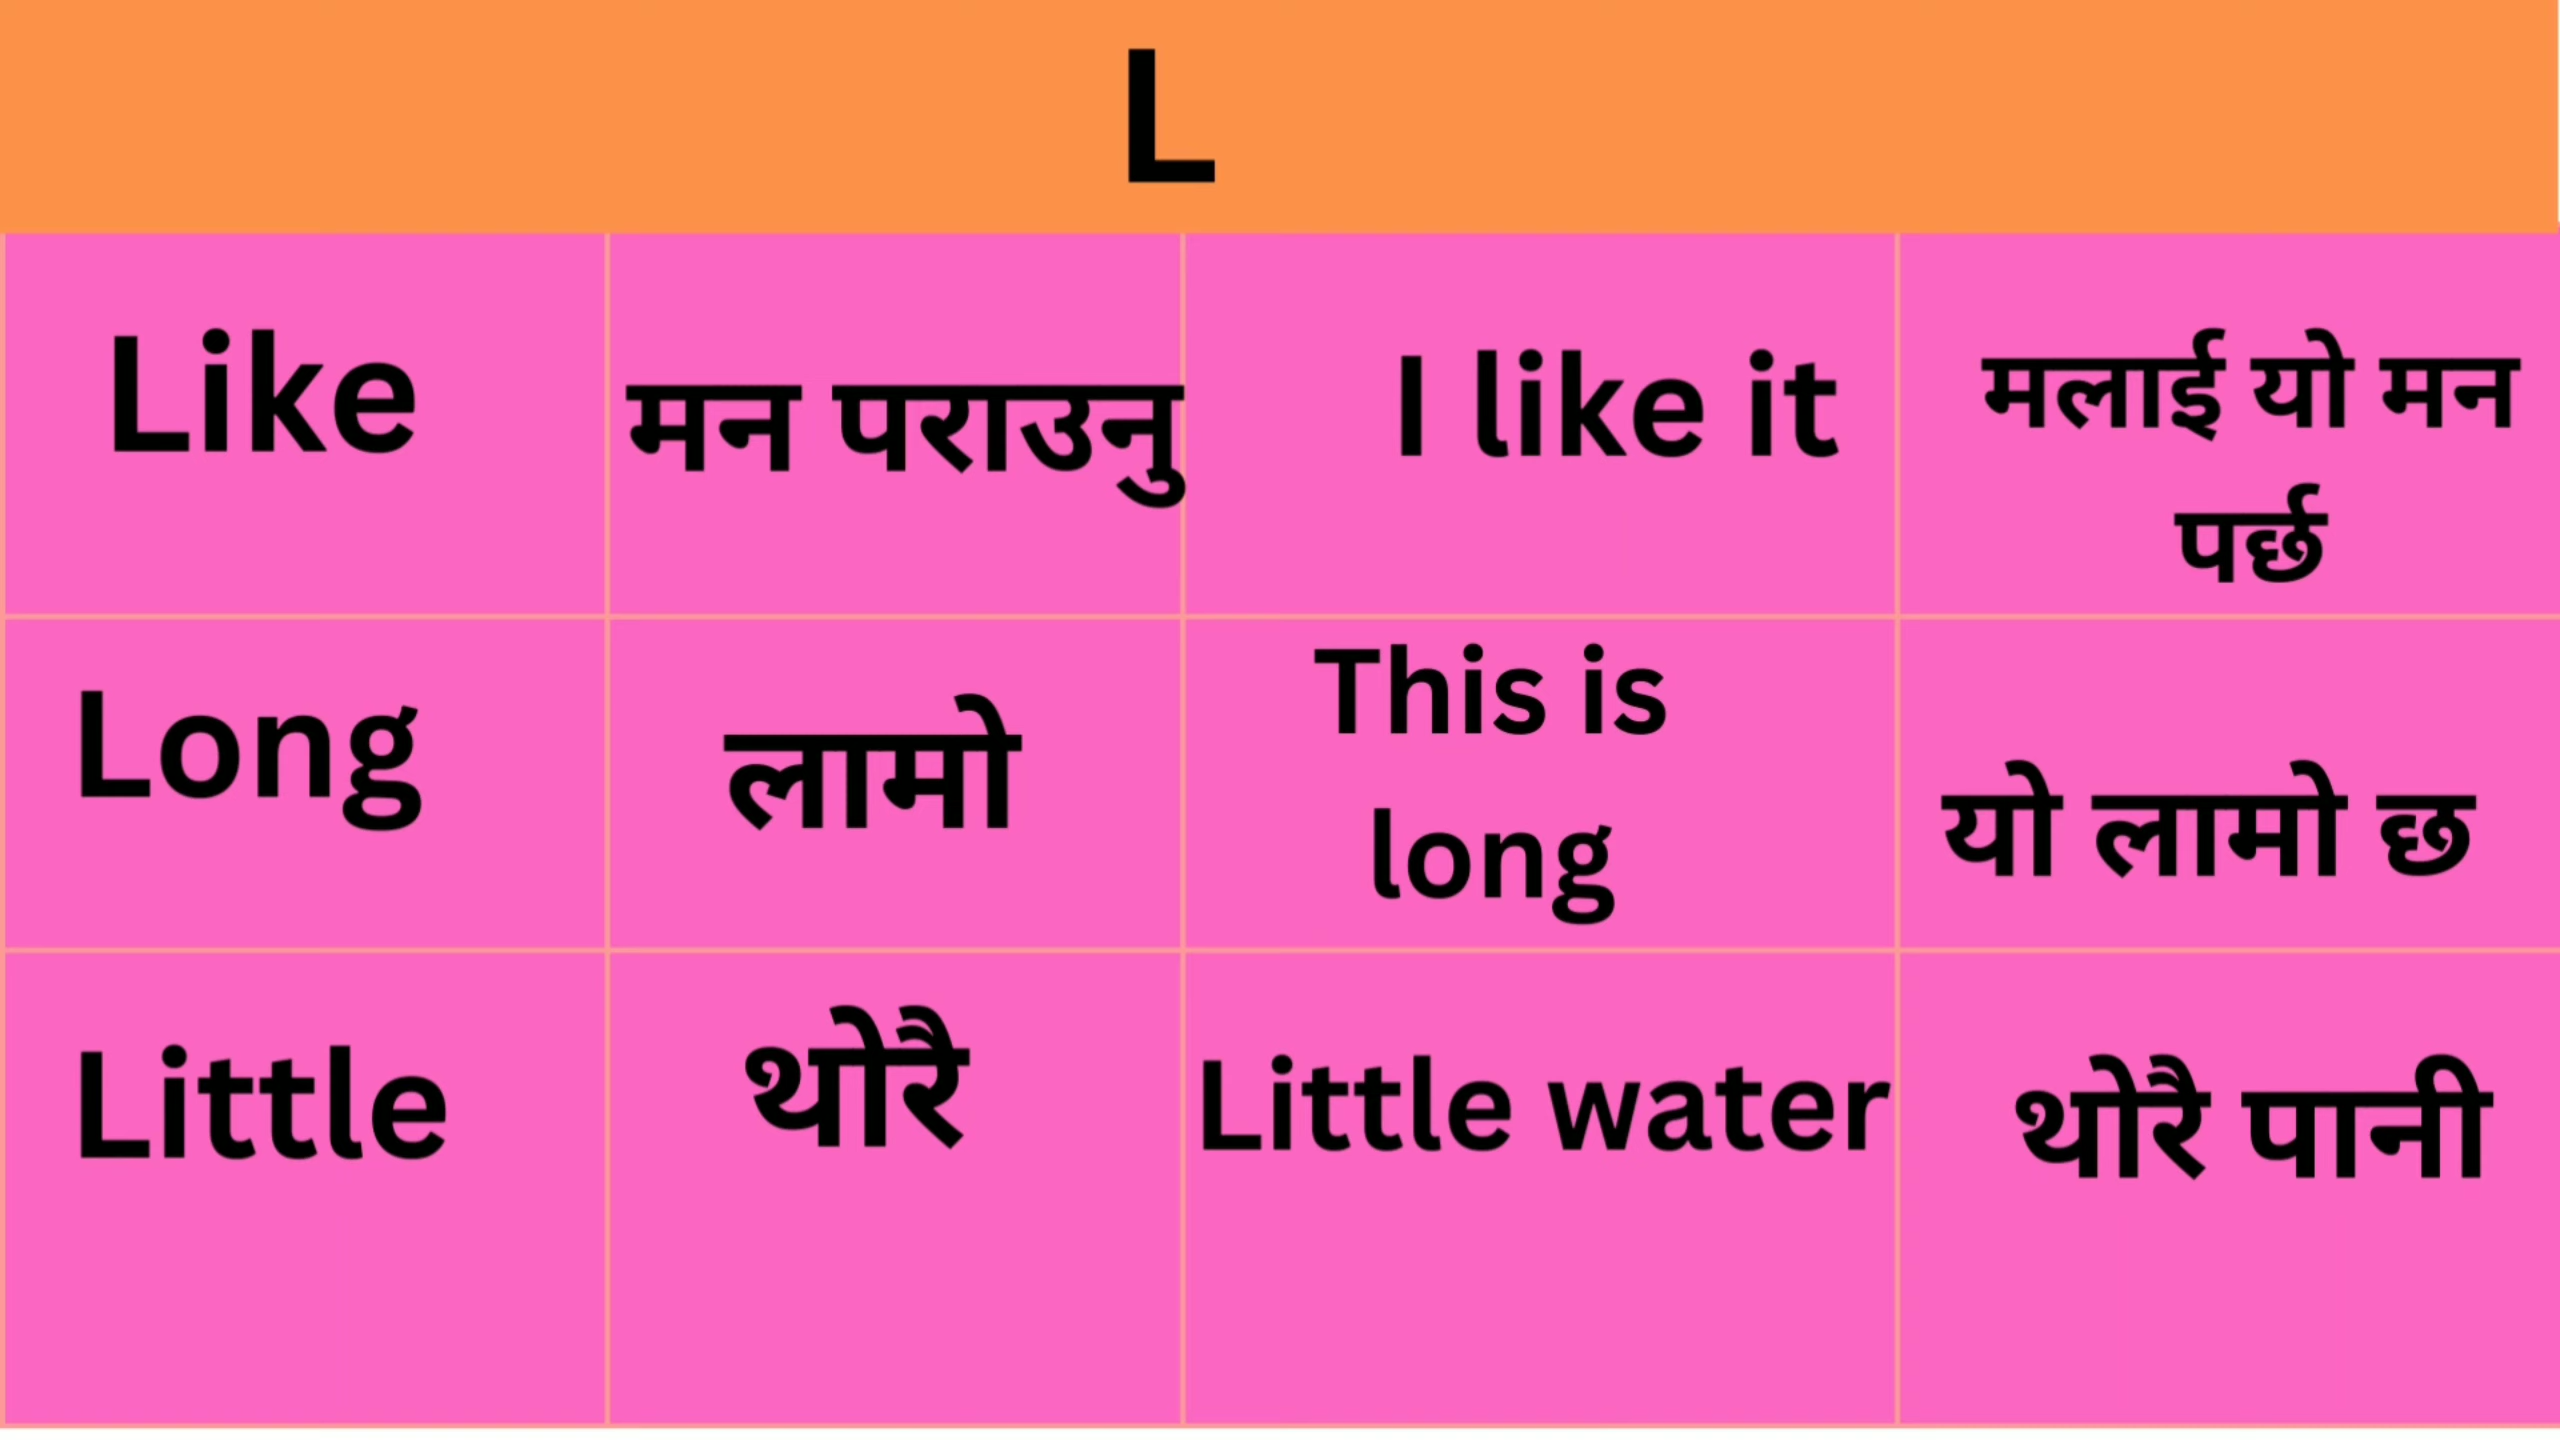 L
Like
मन पराउनु
I like it
मलाई यो मन
पर्छ
Long
लामो
This is
long
यो लामो छ
Little
थोरै
Little water
थोरै पानी